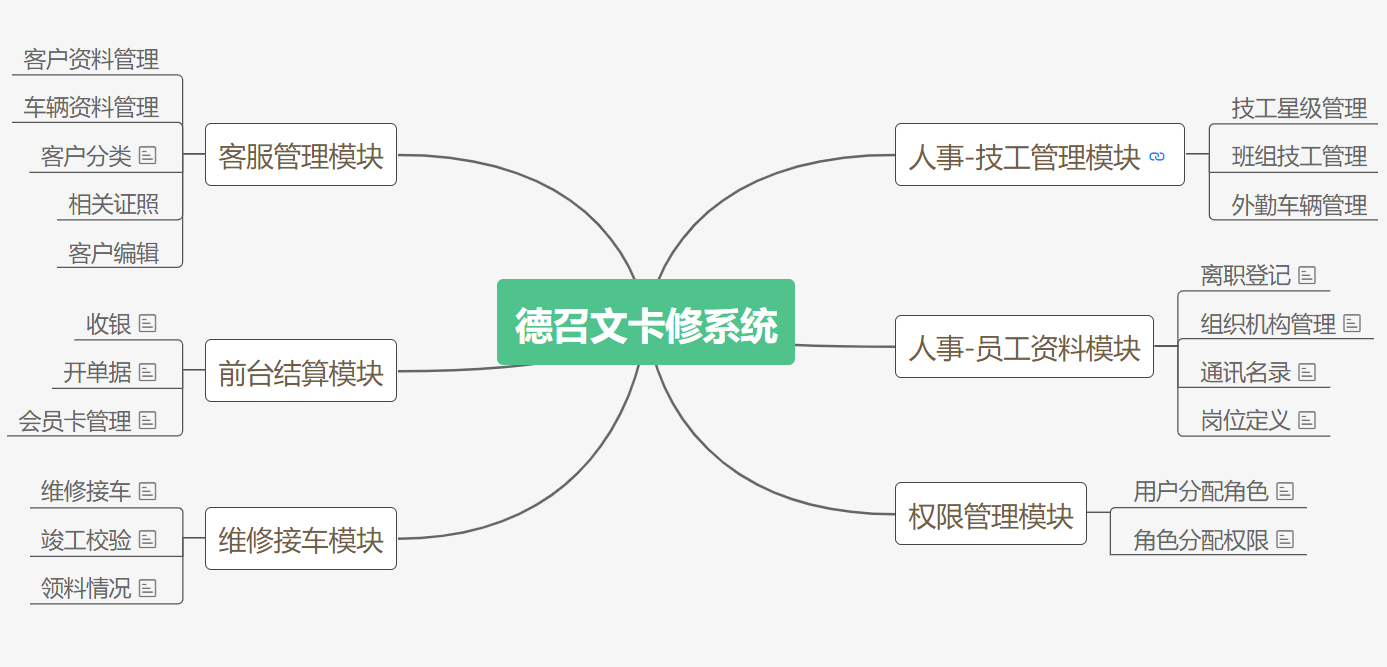 德召文卡修系统
客服管理模块
客户资料管理
车辆资料管理
客户分类
相关证照
客户编辑
前台结算模块
收银
开单据
会员卡管理
维修接车模块
维修接车
竣工校验
领料情况
人事-技工管理模块
技工星级管理
班组技工管理
外勤车辆管理
人事-员工资料模块
离职登记
组织机构管理
通讯名录
岗位定义
权限管理模块
用户分配角色
角色分配权限